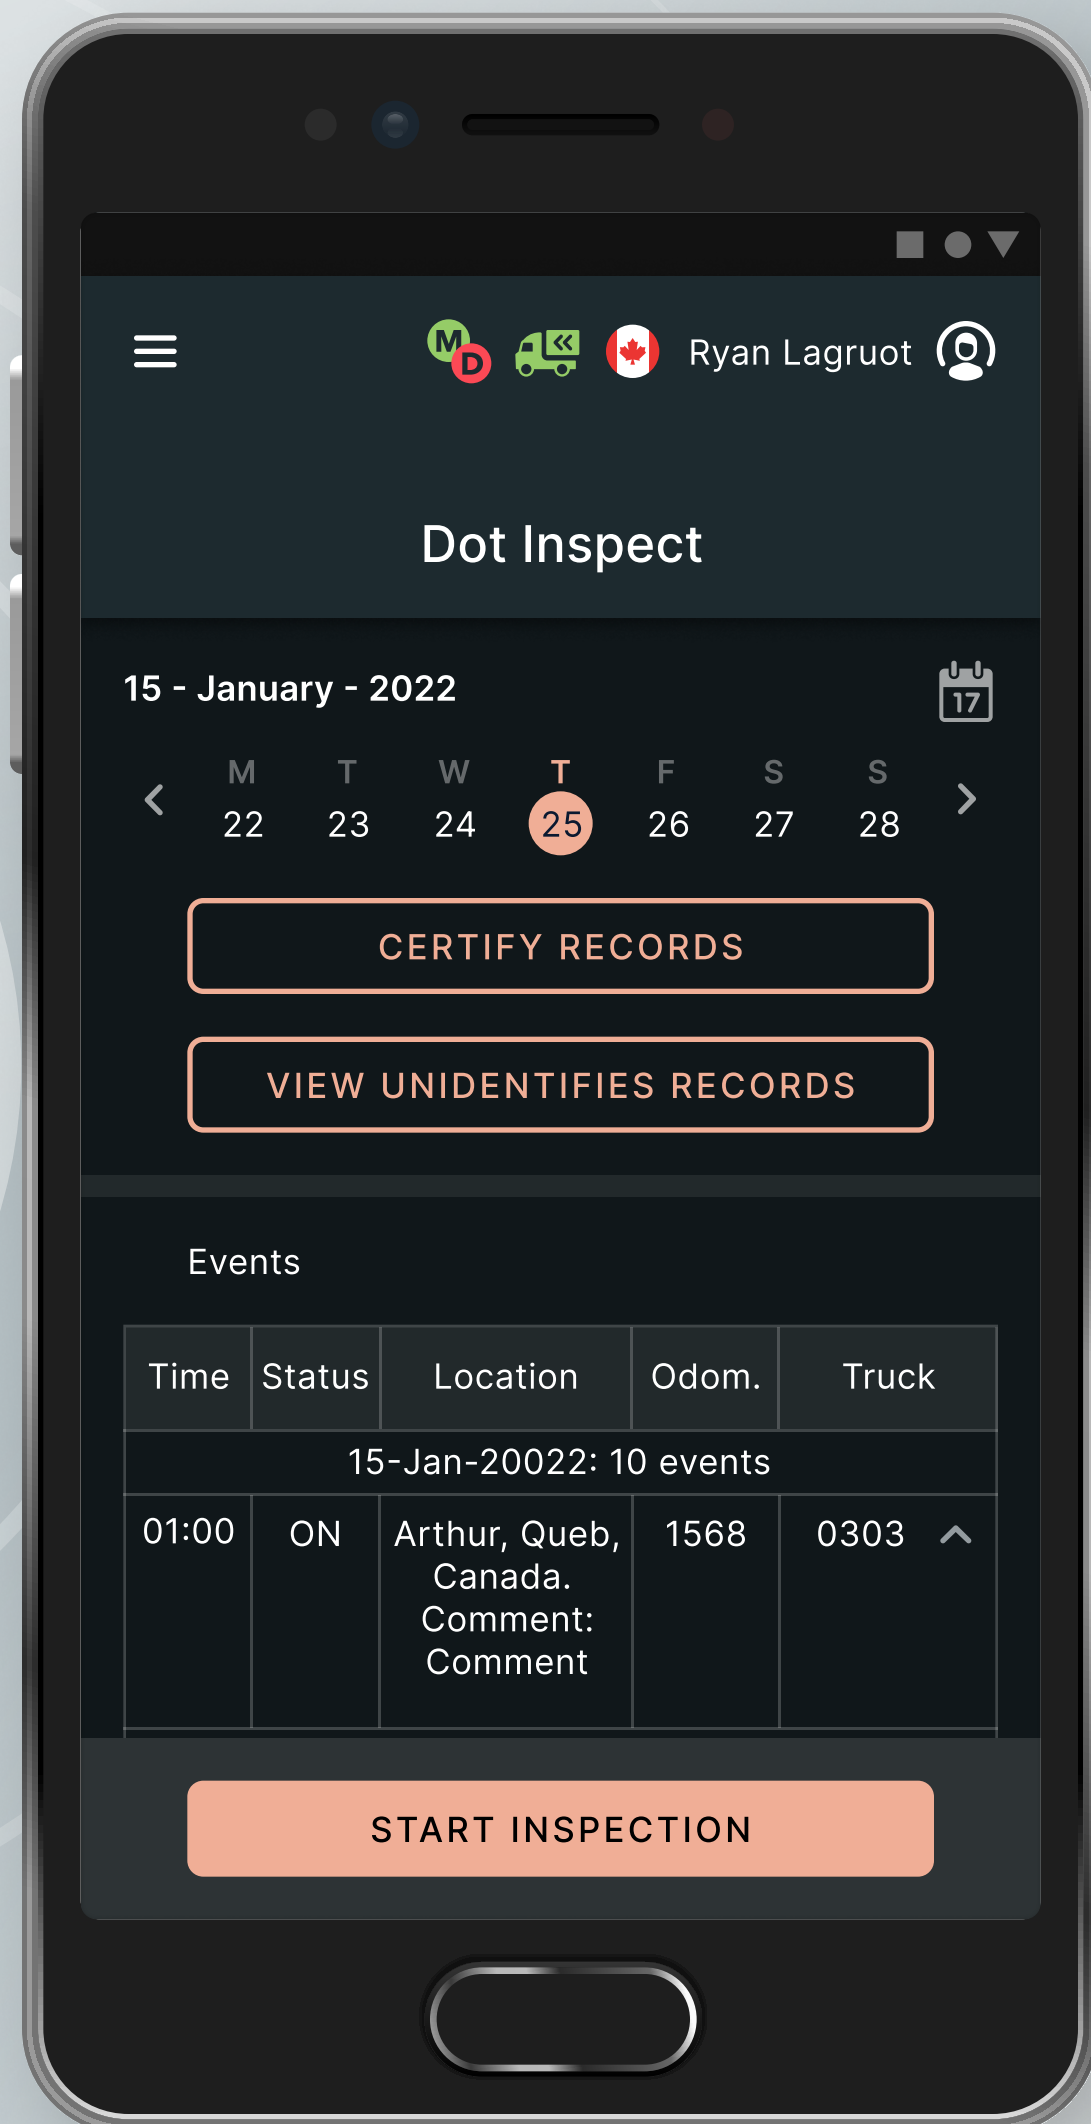 M
D
Ryan Lagruot
Dot Inspect
15 - January - 2022
17
M T W T F S S
22 23 24 25 26 27 28
CERTIFY RECORDS
VIEW UNIDENTIFIES RECORDS
Events
Time Status Location Odom. Truck
15-Jan-20022: 10 events
01:00 ON Arthur, Queb, 1568 0303
Canada.
Comment:
Comment
START INSPECTION